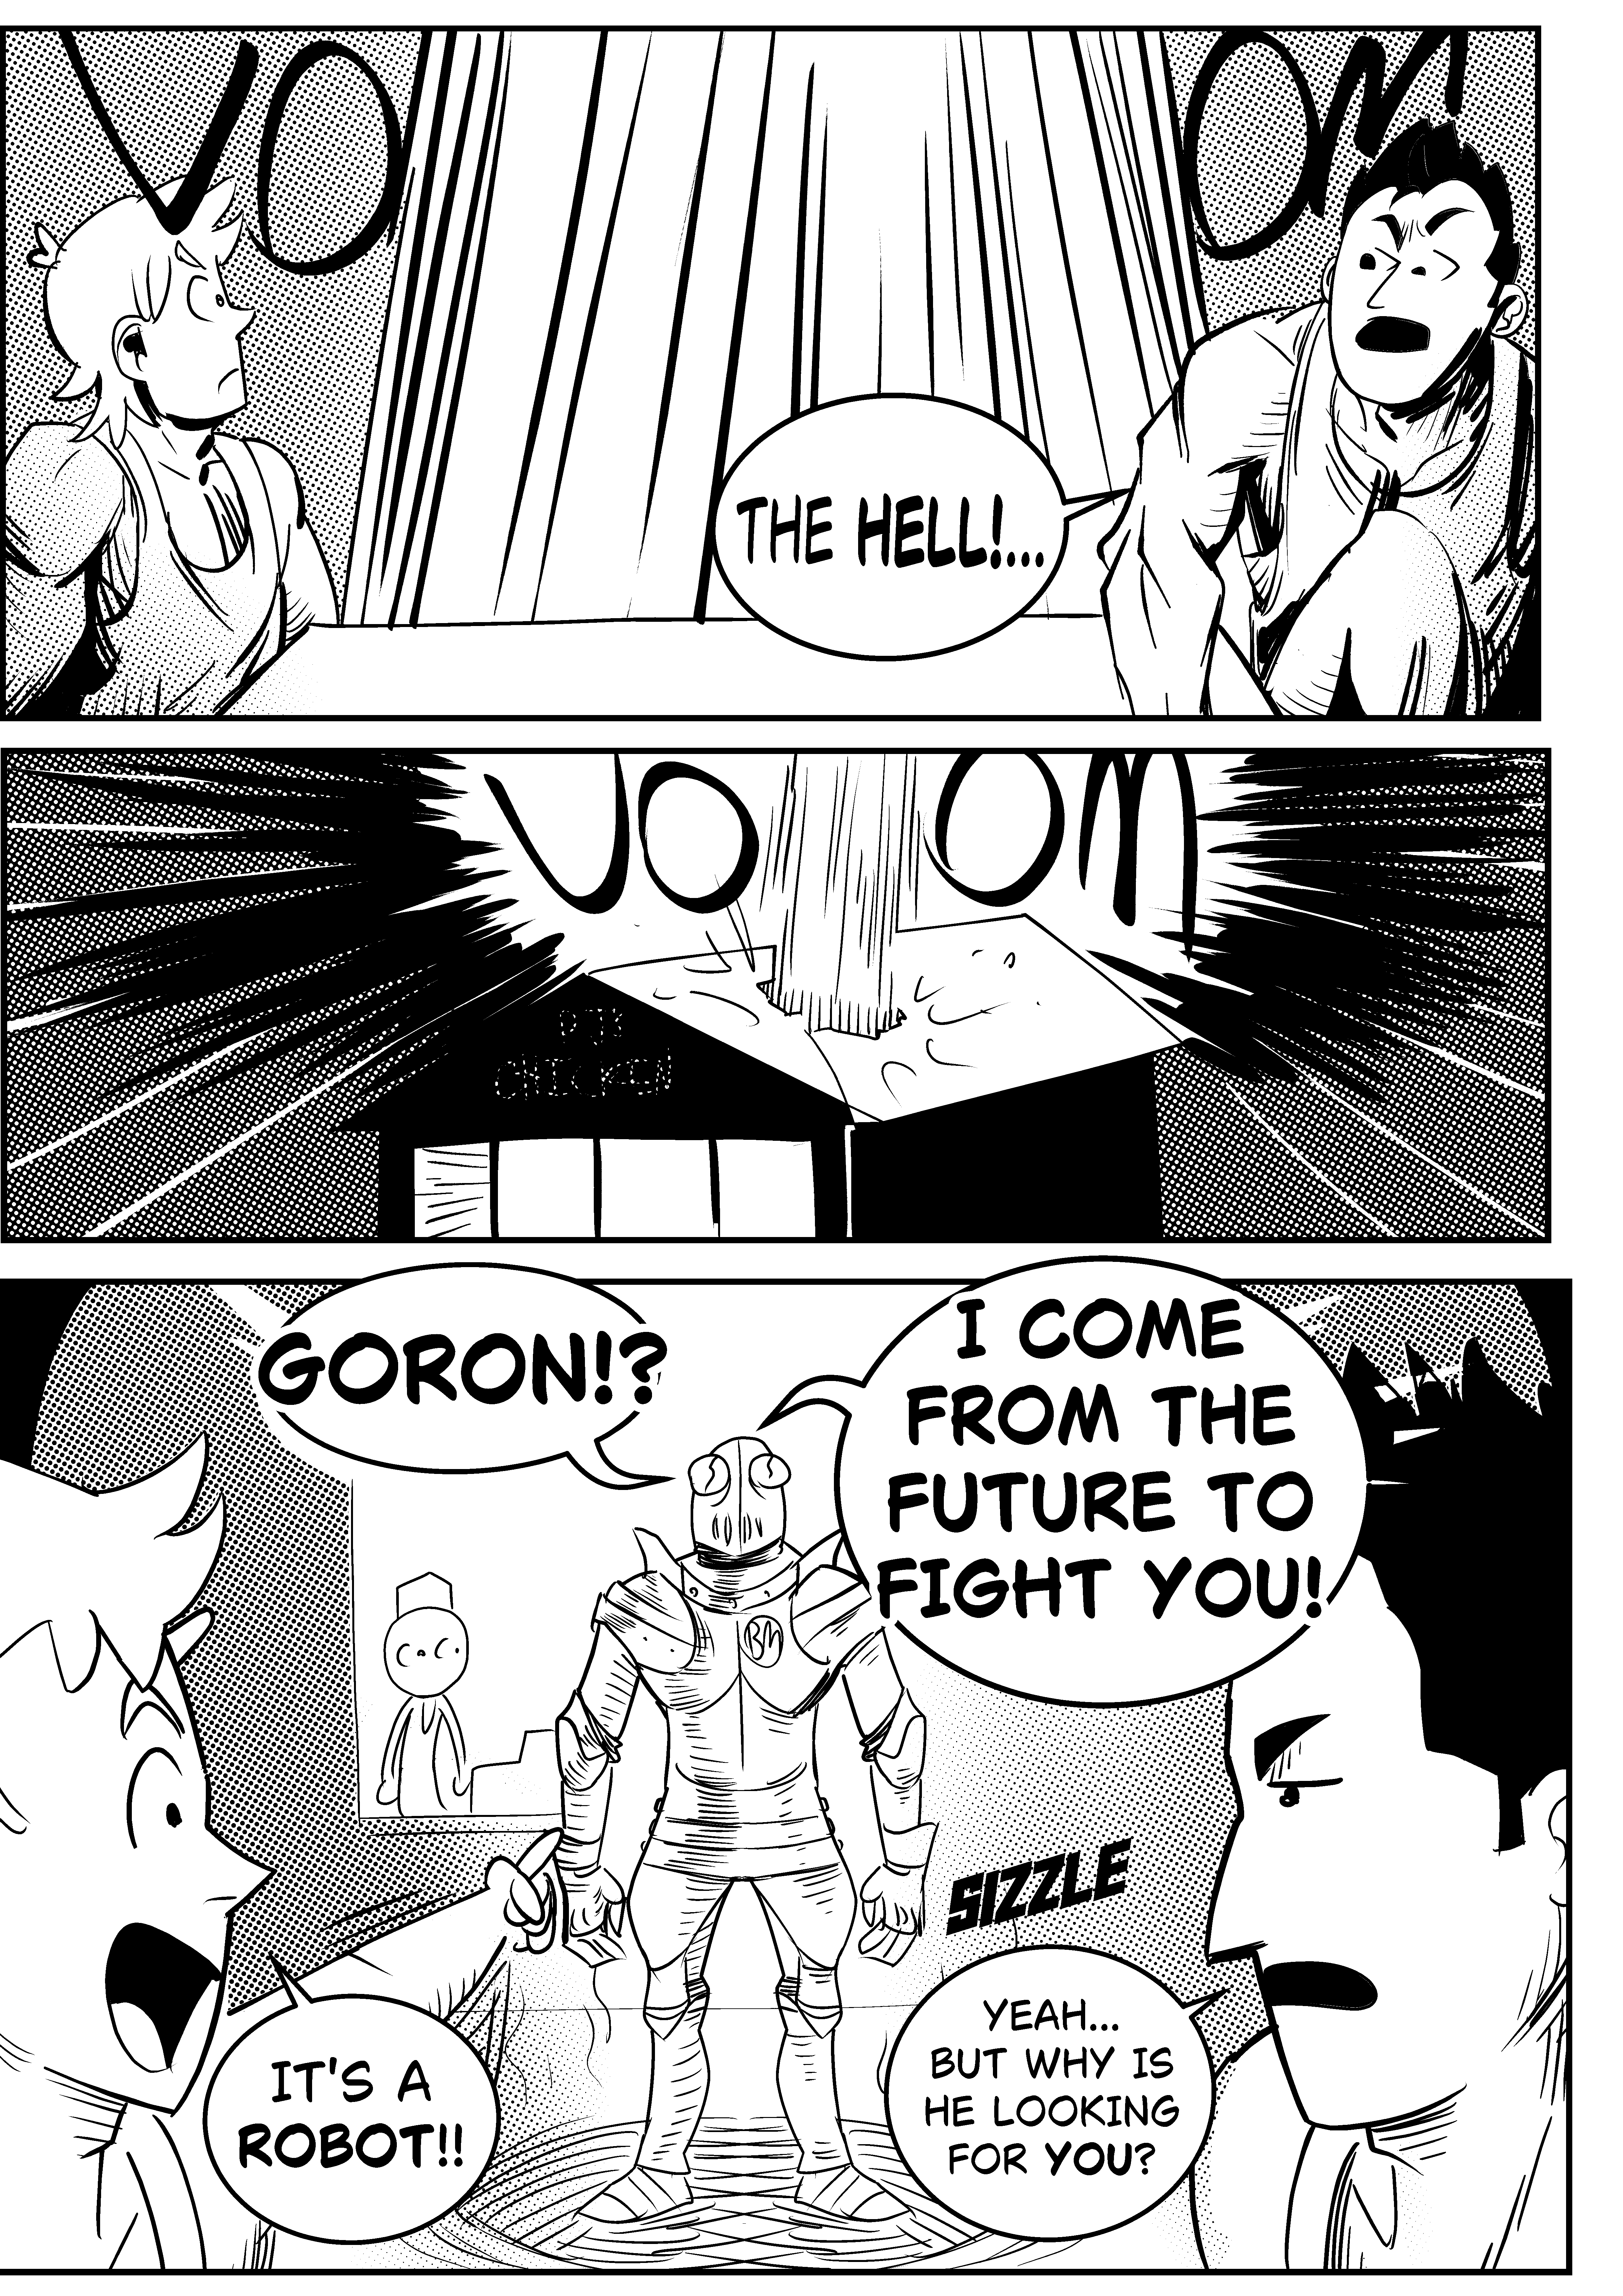 VO OM
THE HELL!....
VO OM
CHICKEN
GORON!?
I COME
FROM THE
FUTURE TO
FIGHT YOU!
BM
SIZZLE
IT'S A
ROBOT!!
YEAH...
BUT WHY IS
HE LOOKING
FOR YOU?